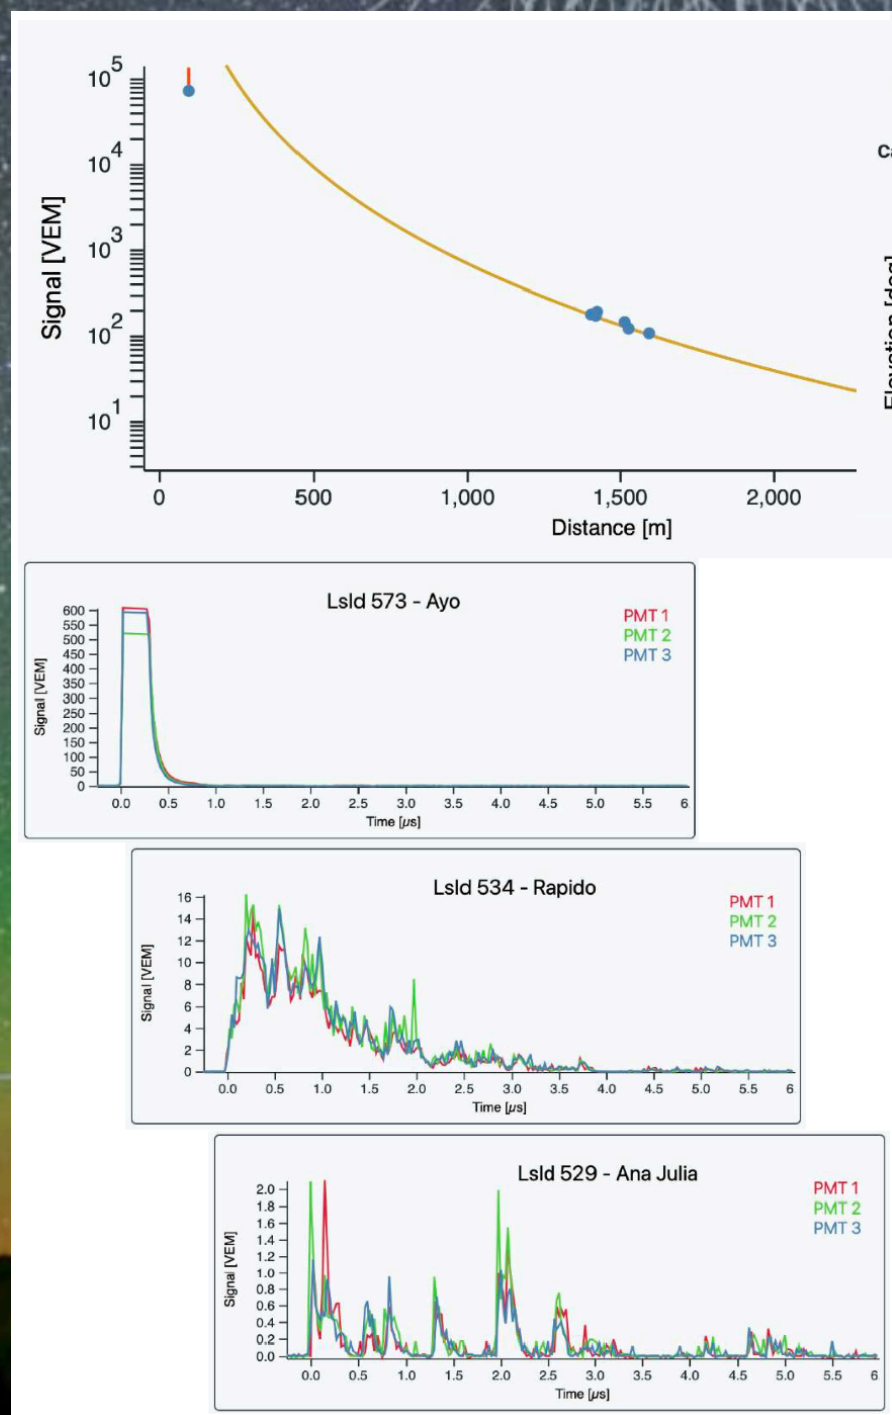 10^5
10^4
10^3
10^2
10^1
Signal [VEM]
0 500 1,000 1,500 2,000
Distance [m]
Elevation [deg]
LsId 573 - Ayo
PMT 1
PMT 2
PMT 3
600
550
500
450
400
350
300
250
200
150
100
50
0
Signal [VEM]
0.0 0.5 1.0 1.5 2.0 2.5 3.0 3.5 4.0 4.5 5.0 5.5 6
Time [µs]
LsId 534 - Rapido
PMT 1
PMT 2
PMT 3
16
14
12
10
8
6
4
2
0
Signal [VEM]
0.0 0.5 1.0 1.5 2.0 2.5 3.0 3.5 4.0 4.5 5.0 5.5 6
Time [µs]
LsId 529 - Ana Julia
PMT 1
PMT 2
PMT 3
2.0
1.8
1.6
1.4
1.2
1.0
0.8
0.6
0.4
0.2
0.0
Signal [VEM]
0.0 0.5 1.0 1.5 2.0 2.5 3.0 3.5 4.0 4.5 5.0 5.5 6
Time [µs]